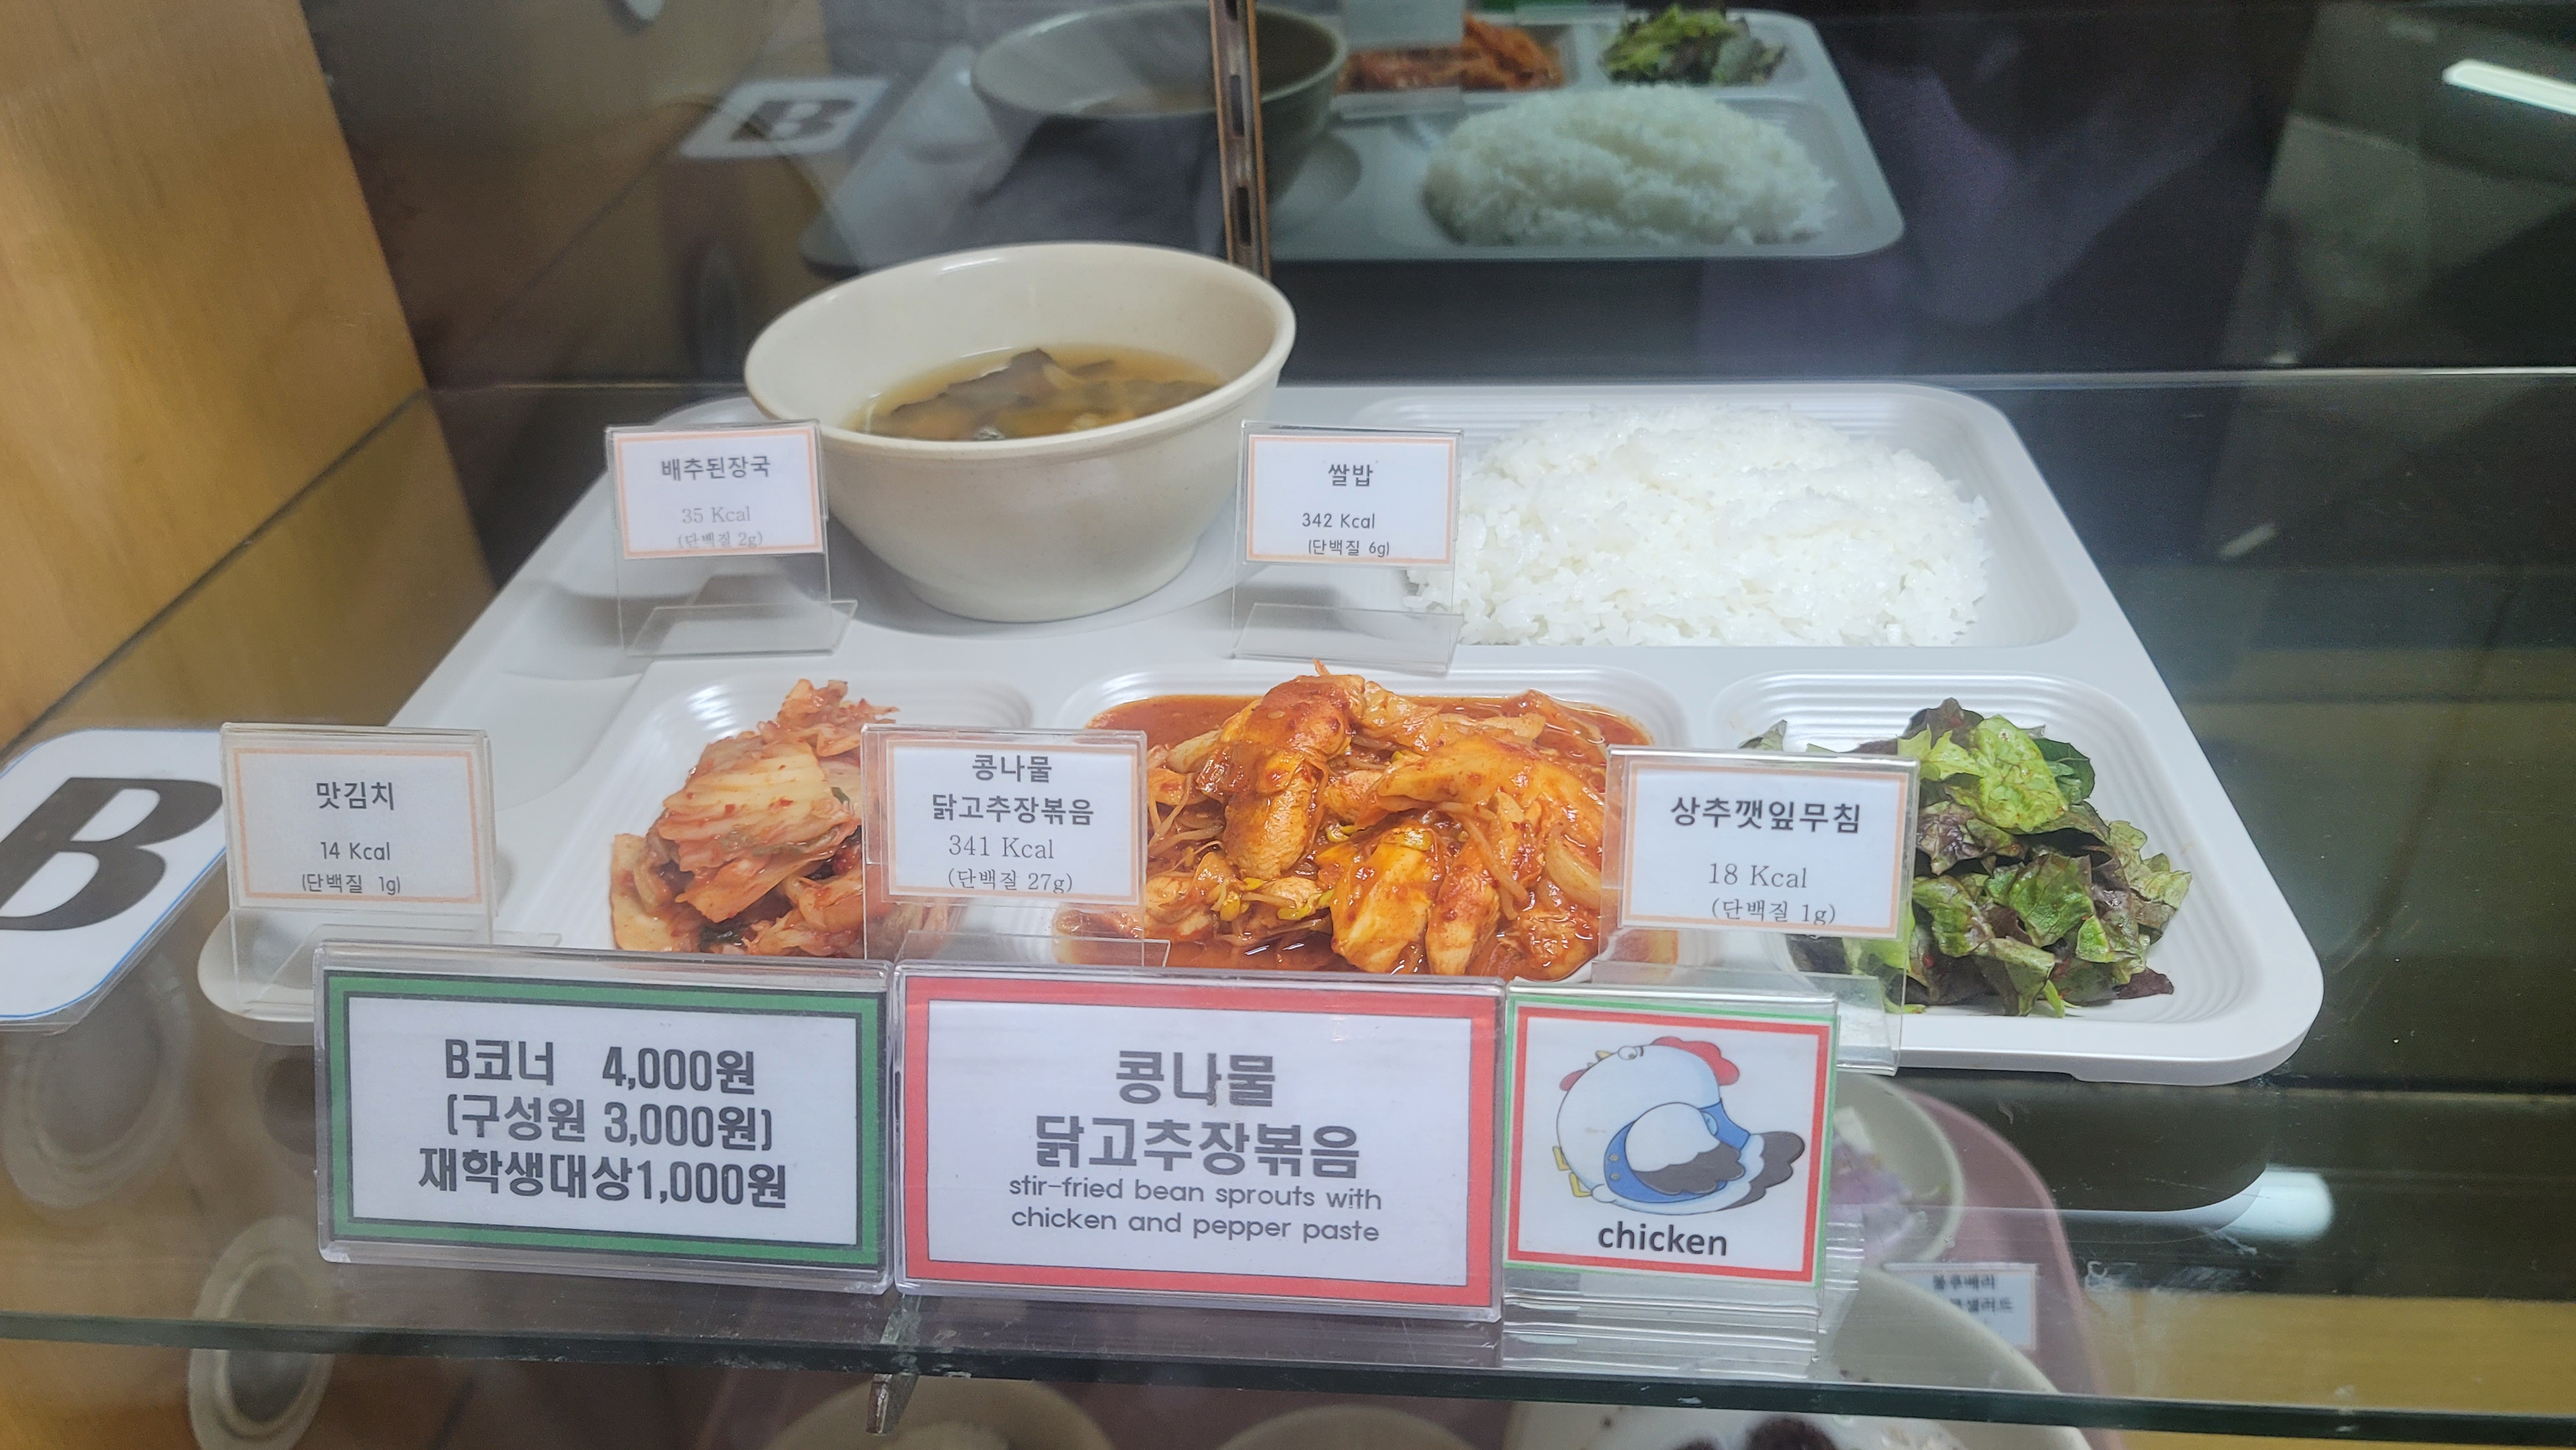 B
배추된장국
35 Kcal
(단백질 2g)
쌀밥
342 Kcal
(단백질 6g)
B
맛김치
14 Kcal
(단백질 1g)
콩나물
닭고추장볶음
341 Kcal
(단백질 27g)
상추깻잎무침
18 Kcal
(단백질 1g)
B코너 4,000원
(구성원 3,000원)
재학생대상1,000원
콩나물
닭고추장볶음
stir-fried bean sprouts with
chicken and pepper paste
chicken